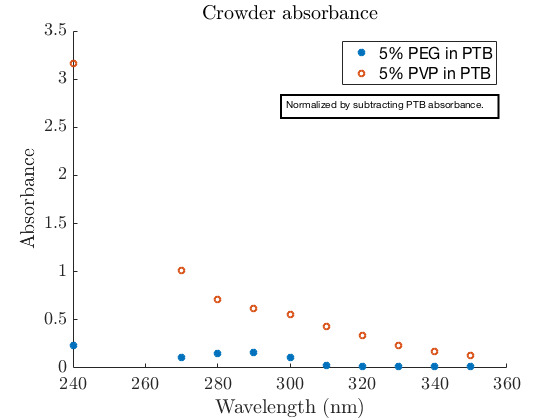 Crowder absorbance
3.5
3
2.5
2
1.5
1
0.5
0
Absorbance
5% PEG in PTB
5% PVP in PTB
Normalized by subtracting PTB absorbance.
240 260 280 300 320 340 360
Wavelength (nm)